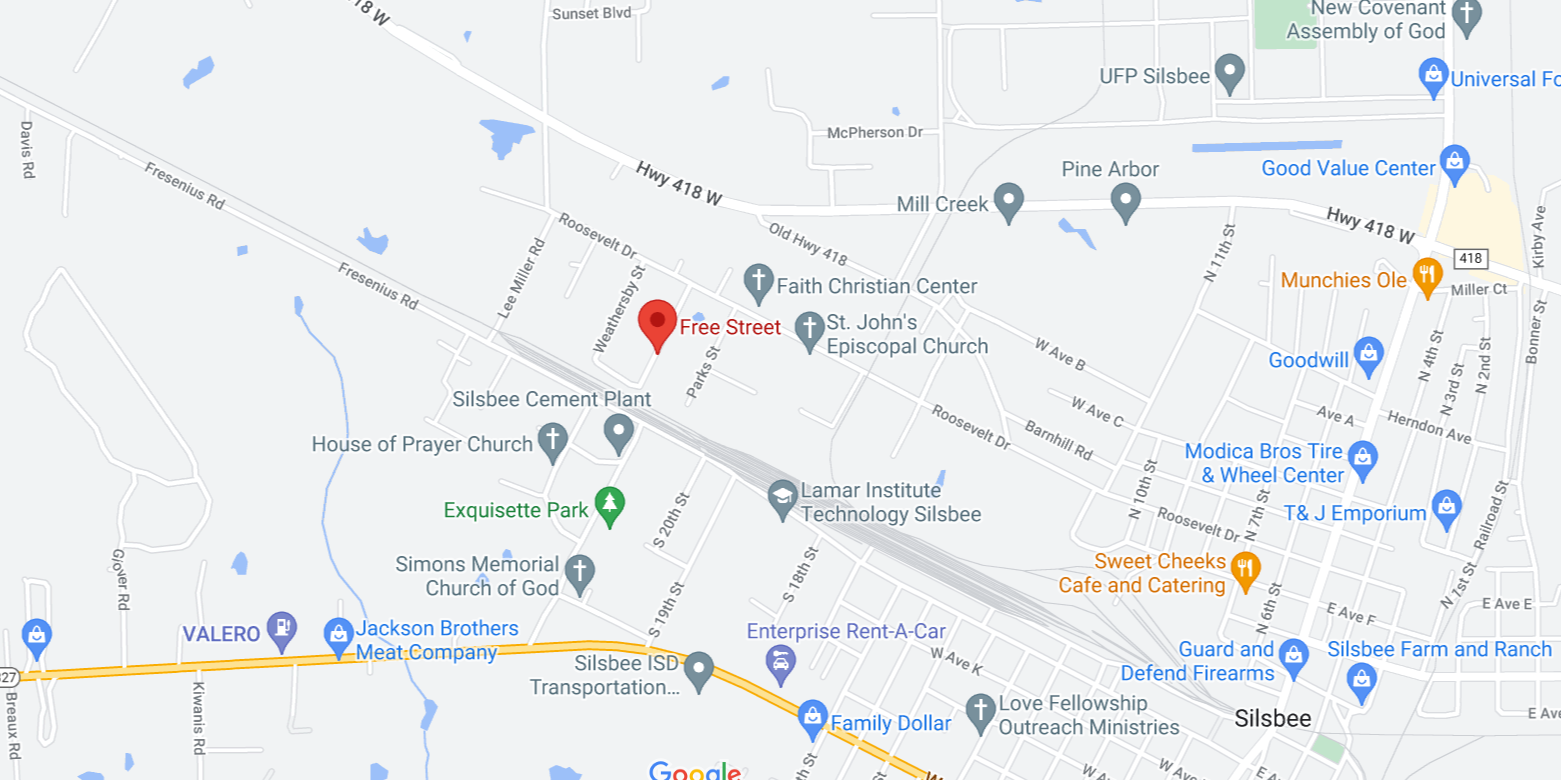 418 W
Sunset Blvd
New Covenant
Assembly of God
UFP Silsbee
Universal Fo
McPherson Dr
Davis Rd
Fresenius Rd
Hwy 418 W
Pine Arbor
Good Value Center
Mill Creek
Roosevelt Dr
Old Hwy 418
N 11th St
Hwy 418 W
418
Kirby Ave
Lee Miller Rd
Fresenius Rd
Weathersby St
Faith Christian Center
Munchies Ole
Miller Ct
Free Street
St. John's
Episcopal Church
W Ave B
Bonner St
Goodwill
N 4th St
N 3rd St
N 2nd St
Parks St
Silsbee Cement Plant
W Ave C
Ave A
Herndon Ave
House of Prayer Church
Roosevelt Dr
Barnhill Rd
Modica Bros Tire
& Wheel Center
Lamar Institute
Technology Silsbee
Exquisette Park
S 20th St
N 10th St
N 7th St
T& J Emporium
Railroad St
Roosevelt Dr
Glover Rd
Simons Memorial
Church of God
S 18th St
Sweet Cheeks
Cafe and Catering
N 1st St
S 19th St
N 6th St
E Ave F
E Ave E
VALERO
Jackson Brothers
Meat Company
Enterprise Rent-A-Car
W Ave K
Guard and
Defend Firearms
Silsbee Farm and Ranch
327
Breaux Rd
Kiwanis Rd
Silsbee ISD
Transportation...
Family Dollar
Love Fellowship
Outreach Ministries
Silsbee
E Ave
Google
th St
W Av
W Ave
E Ave
W